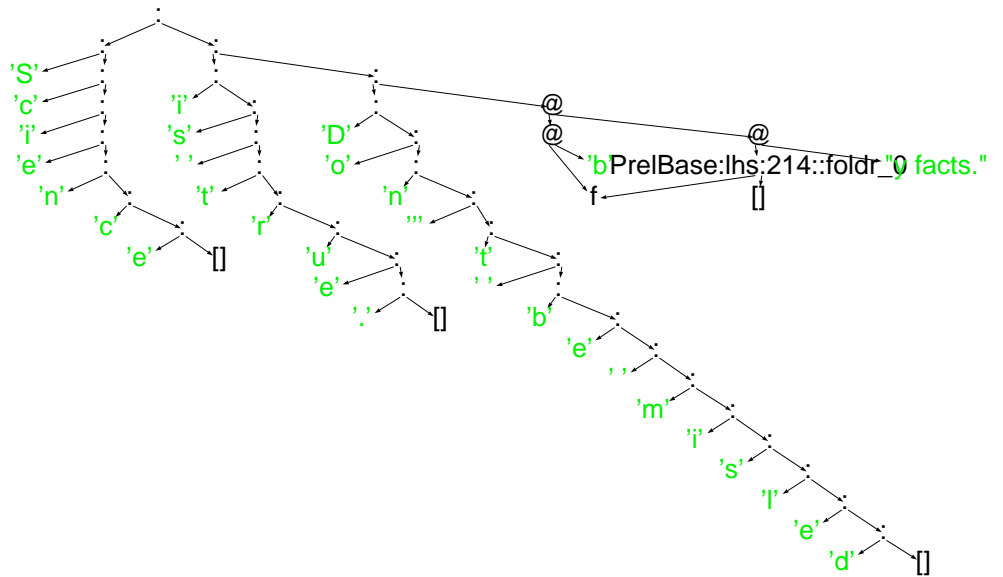 :
: :
'S' : : :
'c' : 'i' : : @
'i' : 's' : 'D' : @ @
'e' : ' ' : 'o' : 'b' PrelBase:lhs:214::foldr_0 "y facts."
'n' : 't' : 'n' : f []
'c' : 'r' : ''' :
'e' : [] 'u' : 't' :
'e' : ' ' :
'.' : [] 'b' :
'e' :
' ' :
'm' :
'i' :
's' :
'l' :
'e' :
'd' : []